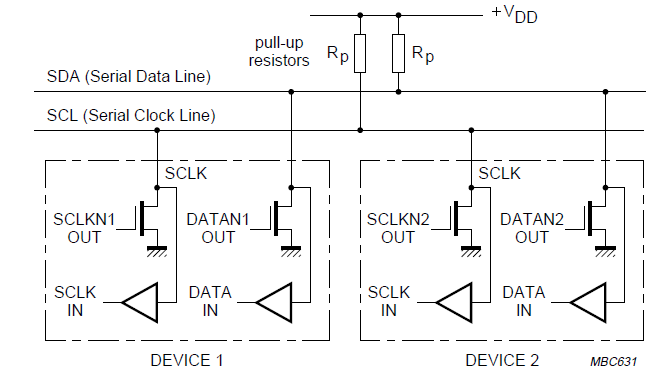 +VDD
pull-up
resistors
Rp
Rp
SDA (Serial Data Line)
SCL (Serial Clock Line)
SCLK
SCLK
SCLKN1
OUT
DATAN1
OUT
SCLKN2
OUT
DATAN2
OUT
SCLK
IN
DATA
IN
SCLK
IN
DATA
IN
DEVICE 1
DEVICE 2
MBC631